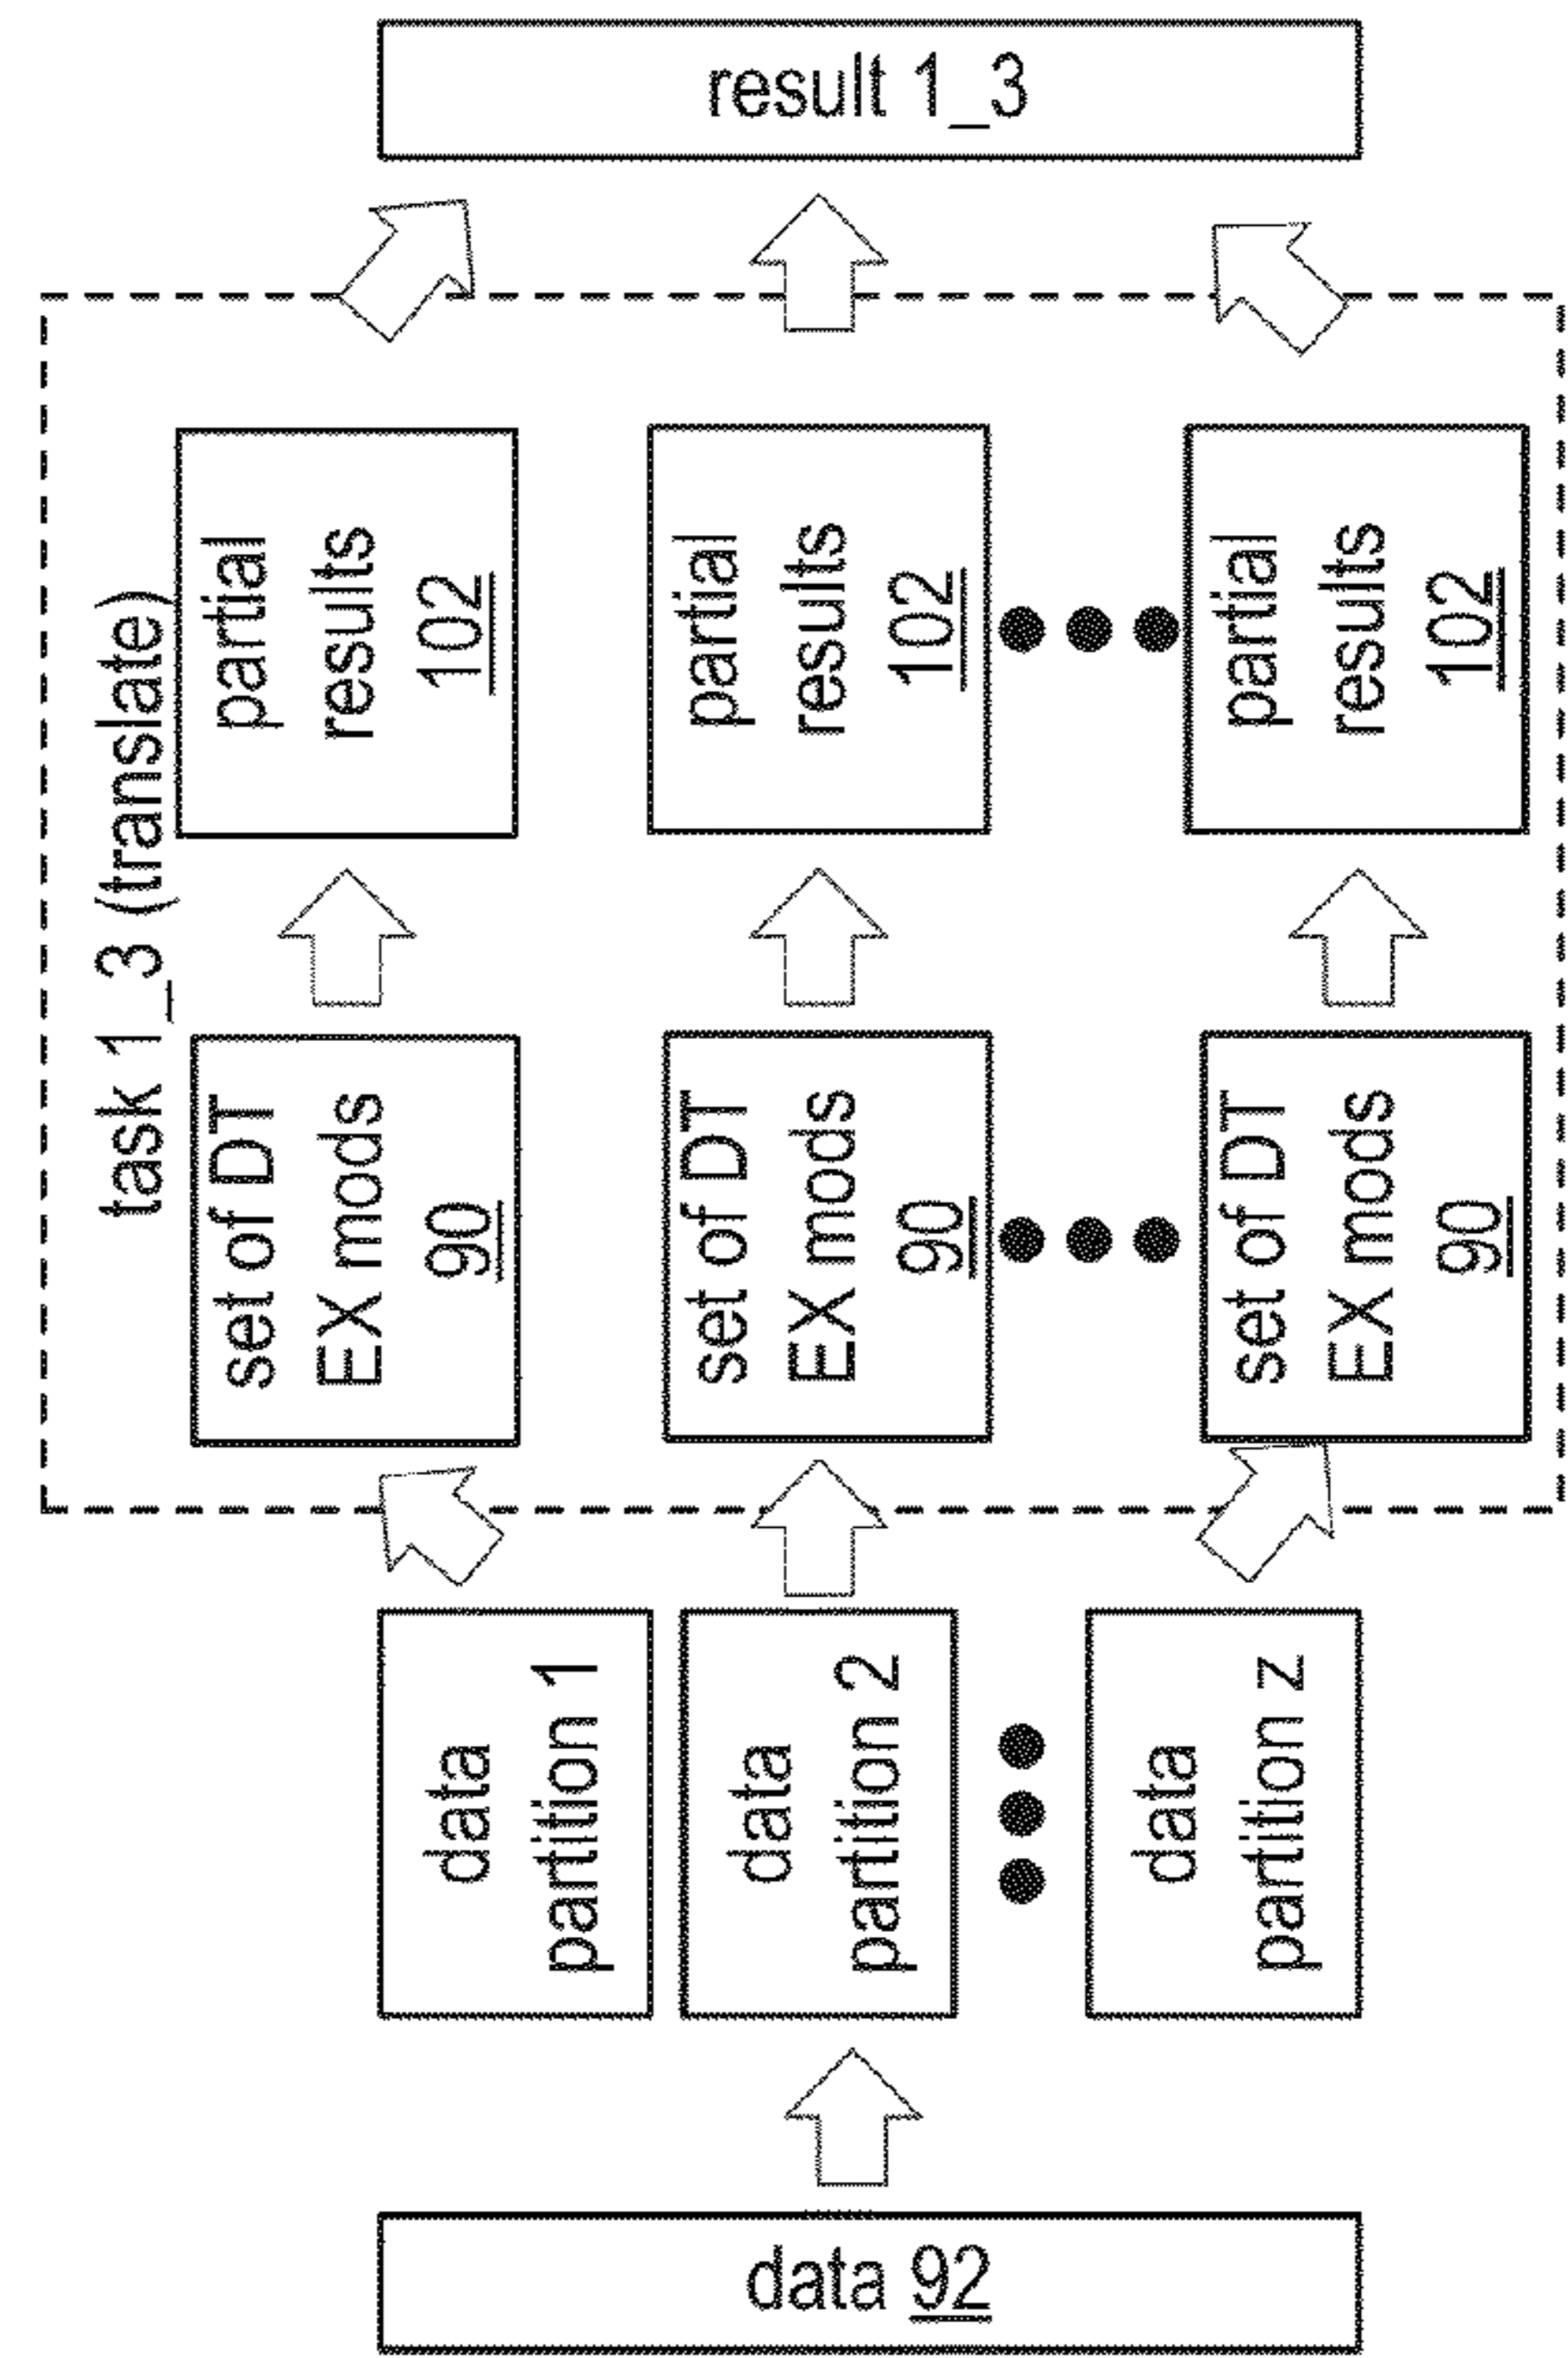 task 1_3 (translate)
data 92
data
partition 1
data
partition 2
data
partition z
set of DT
EX mods
90
set of DT
EX mods
90
set of DT
EX mods
90
partial
results
102
partial
results
102
partial
results
102
result 1_3